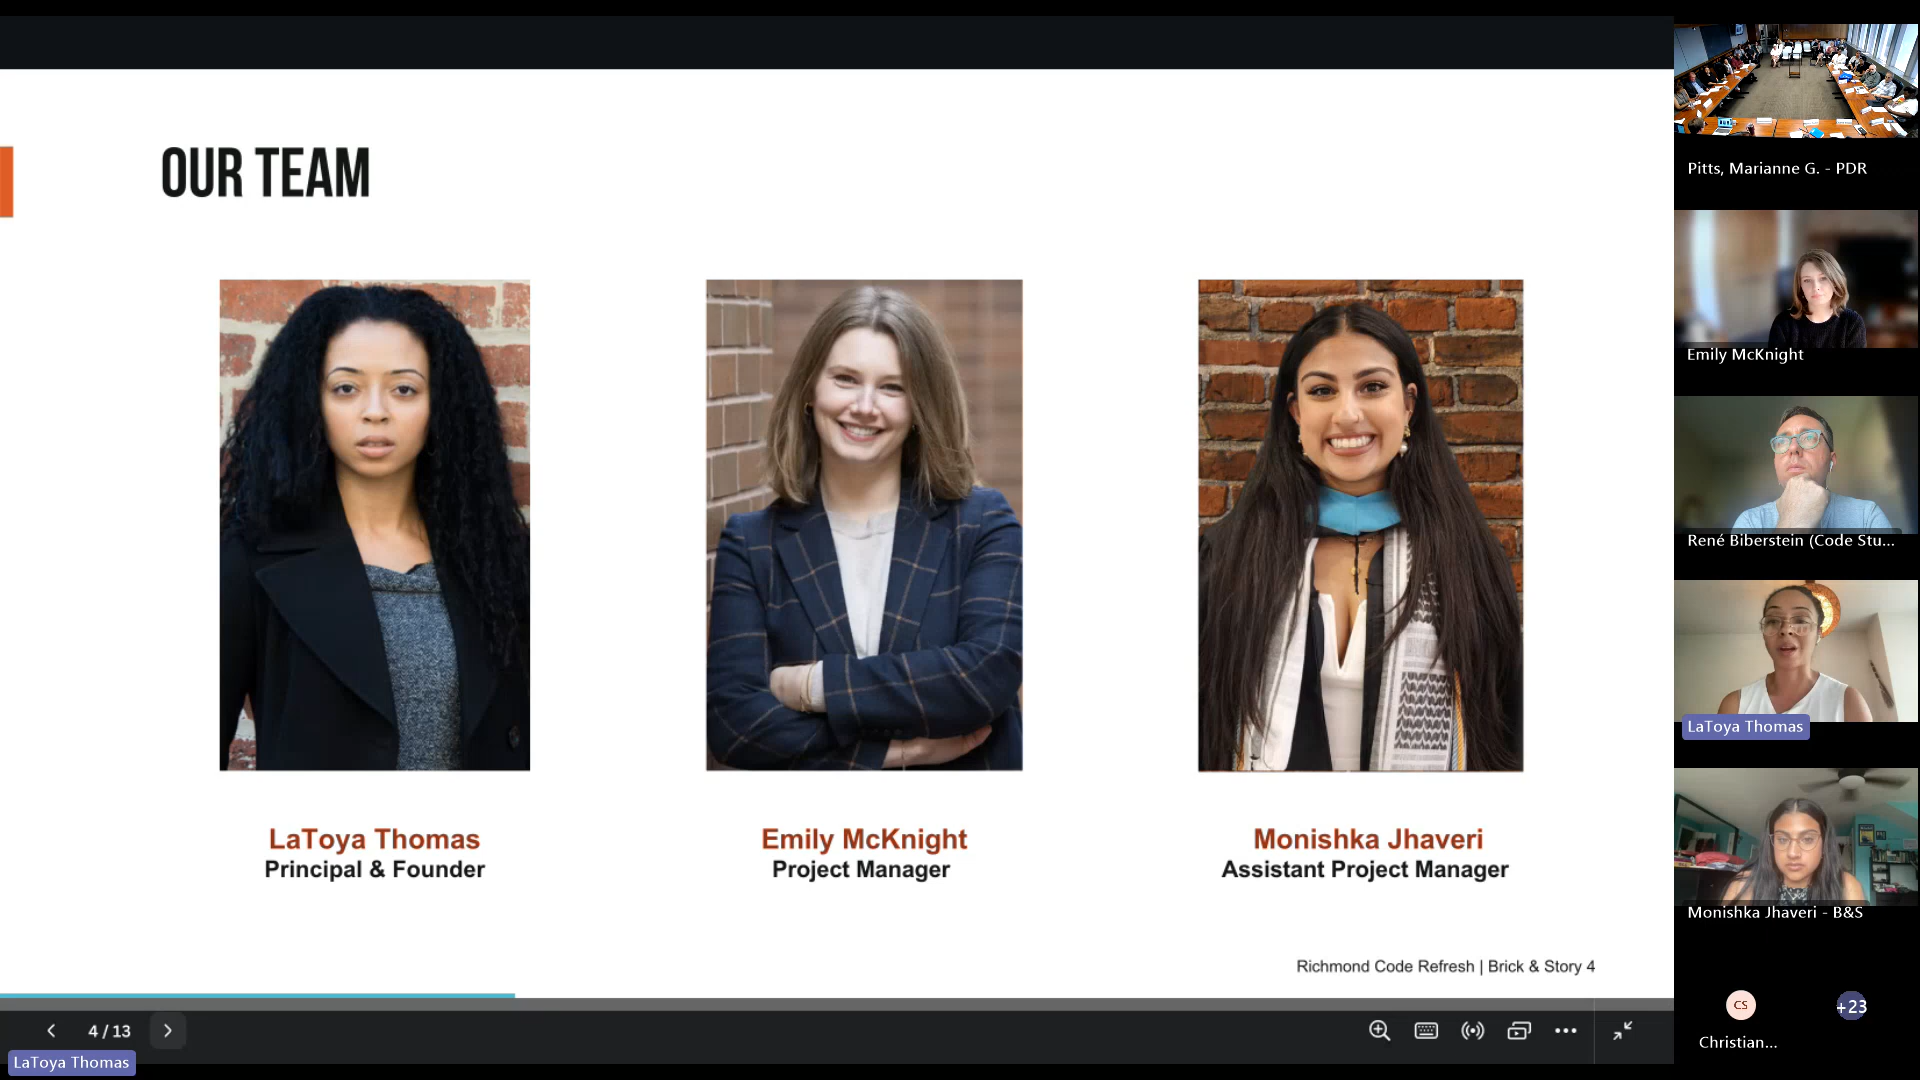 OUR TEAM
LaToya Thomas
Principal & Founder
Emily McKnight
Project Manager
Monishka Jhaveri
Assistant Project Manager
Richmond Code Refresh | Brick & Story 4
4 / 13
LaToya Thomas
Pitts, Marianne G. - PDR
Emily McKnight
René Biberstein (Code Stu...
LaToya Thomas
Monishka Jhaveri - B&S
CS
+23
Christian...